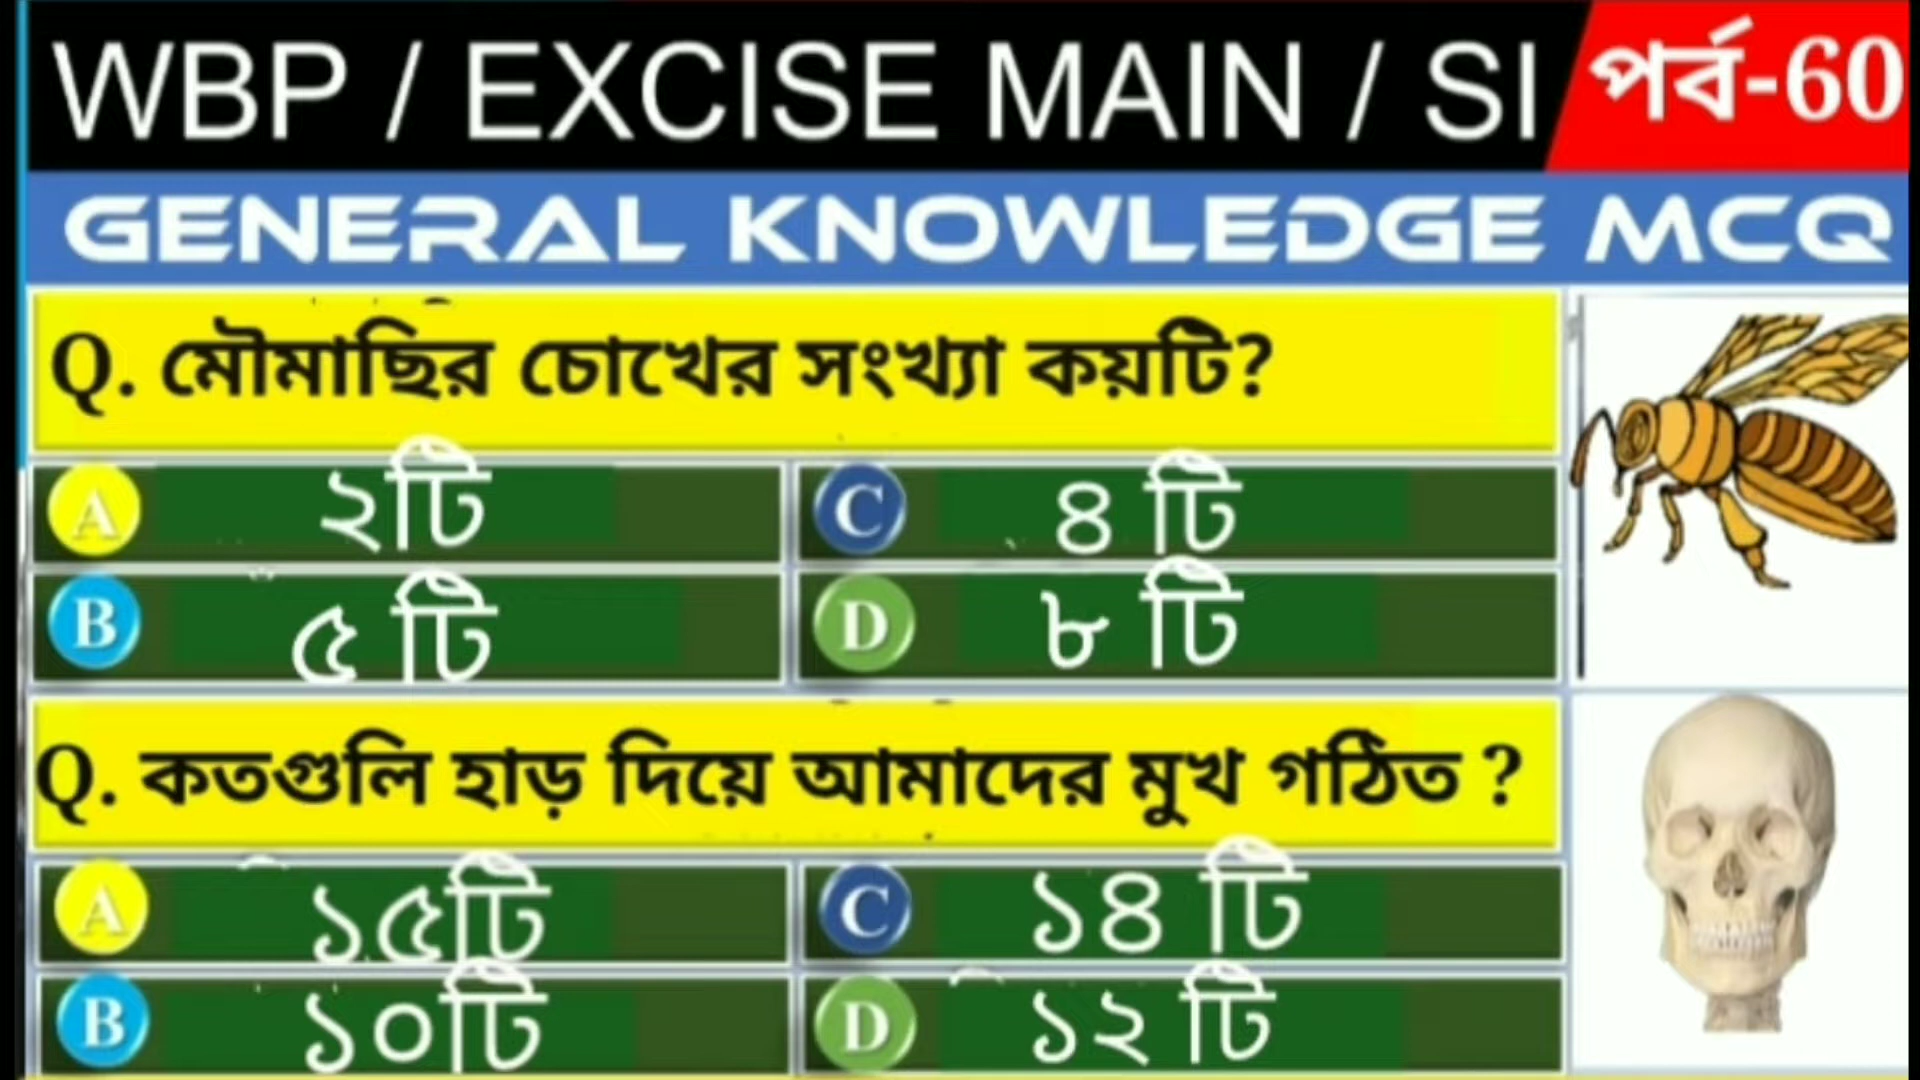 WBP / EXCISE MAIN / SI পর্ব-60
GENERAL KNOWLEDGE MCQ
Q. মৌমাছির চোখের সংখ্যা কয়টি?
A ২টি C ৪ টি
B ৫ টি D ৮ টি
Q. কতগুলি হাড় দিয়ে আমাদের মুখ গঠিত ?
A ১৫টি C ১৪ টি
B ১০টি D ১২ টি